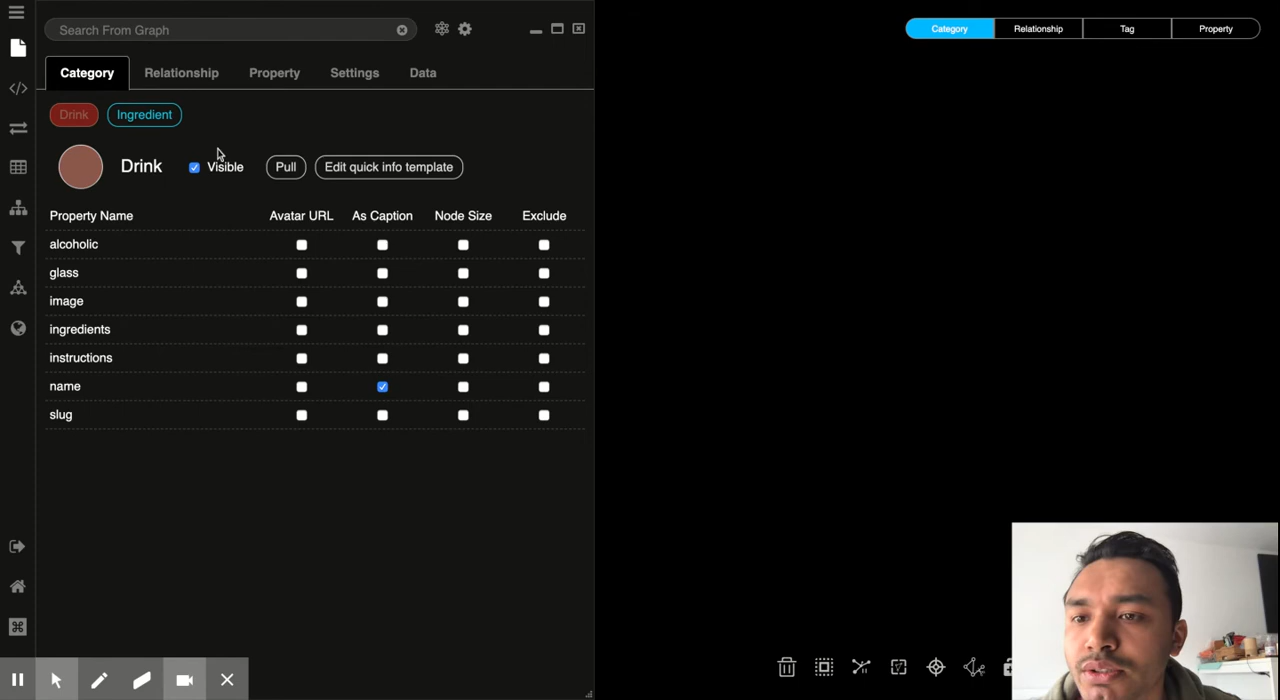 Search From Graph
Category Relationship Tag Property
Category Relationship Property Settings Data
Drink Ingredient
Drink Visible Pull Edit quick info template
Property Name Avatar URL As Caption Node Size Exclude
alcoholic
glass
image
ingredients
instructions
name
slug